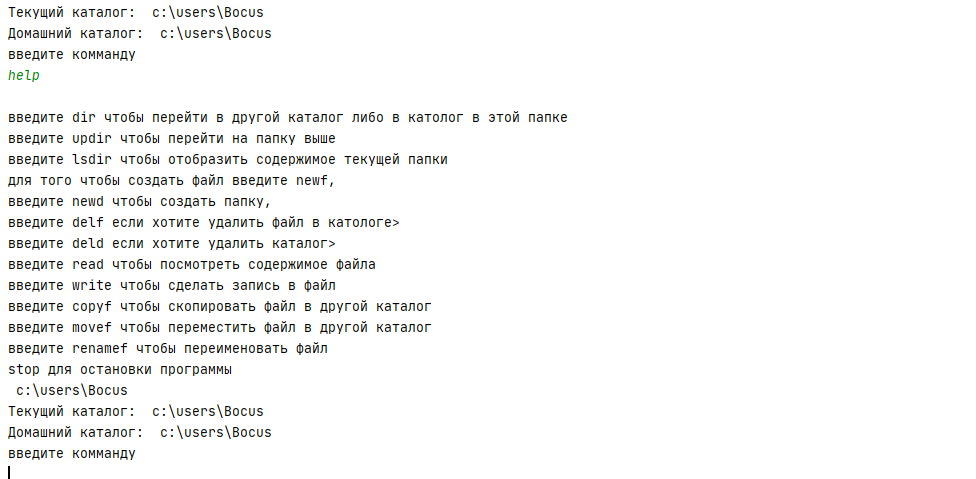 Текущий каталог:  c:\users\Bocus
Домашний каталог:  c:\users\Bocus
введите комманду
help
введите dir чтобы перейти в другой каталог либо в католог в этой папке
введите updir чтобы перейти на папку выше
введите lsdir чтобы отобразить содержимое текущей папки
для того чтобы создать файл введите newf,
введите newd чтобы создать папку,
введите delf если хотите удалить файл в катологе>
введите deld если хотите удалить каталог>
введите read чтобы посмотреть содержимое файла
введите write чтобы сделать запись в файл
введите copyf чтобы скопировать файл в другой каталог
введите movef чтобы переместить файл в другой каталог
введите renamef чтобы переименовать файл
stop для остановки программы
 c:\users\Bocus
Текущий каталог:  c:\users\Bocus
Домашний каталог:  c:\users\Bocus
введите комманду